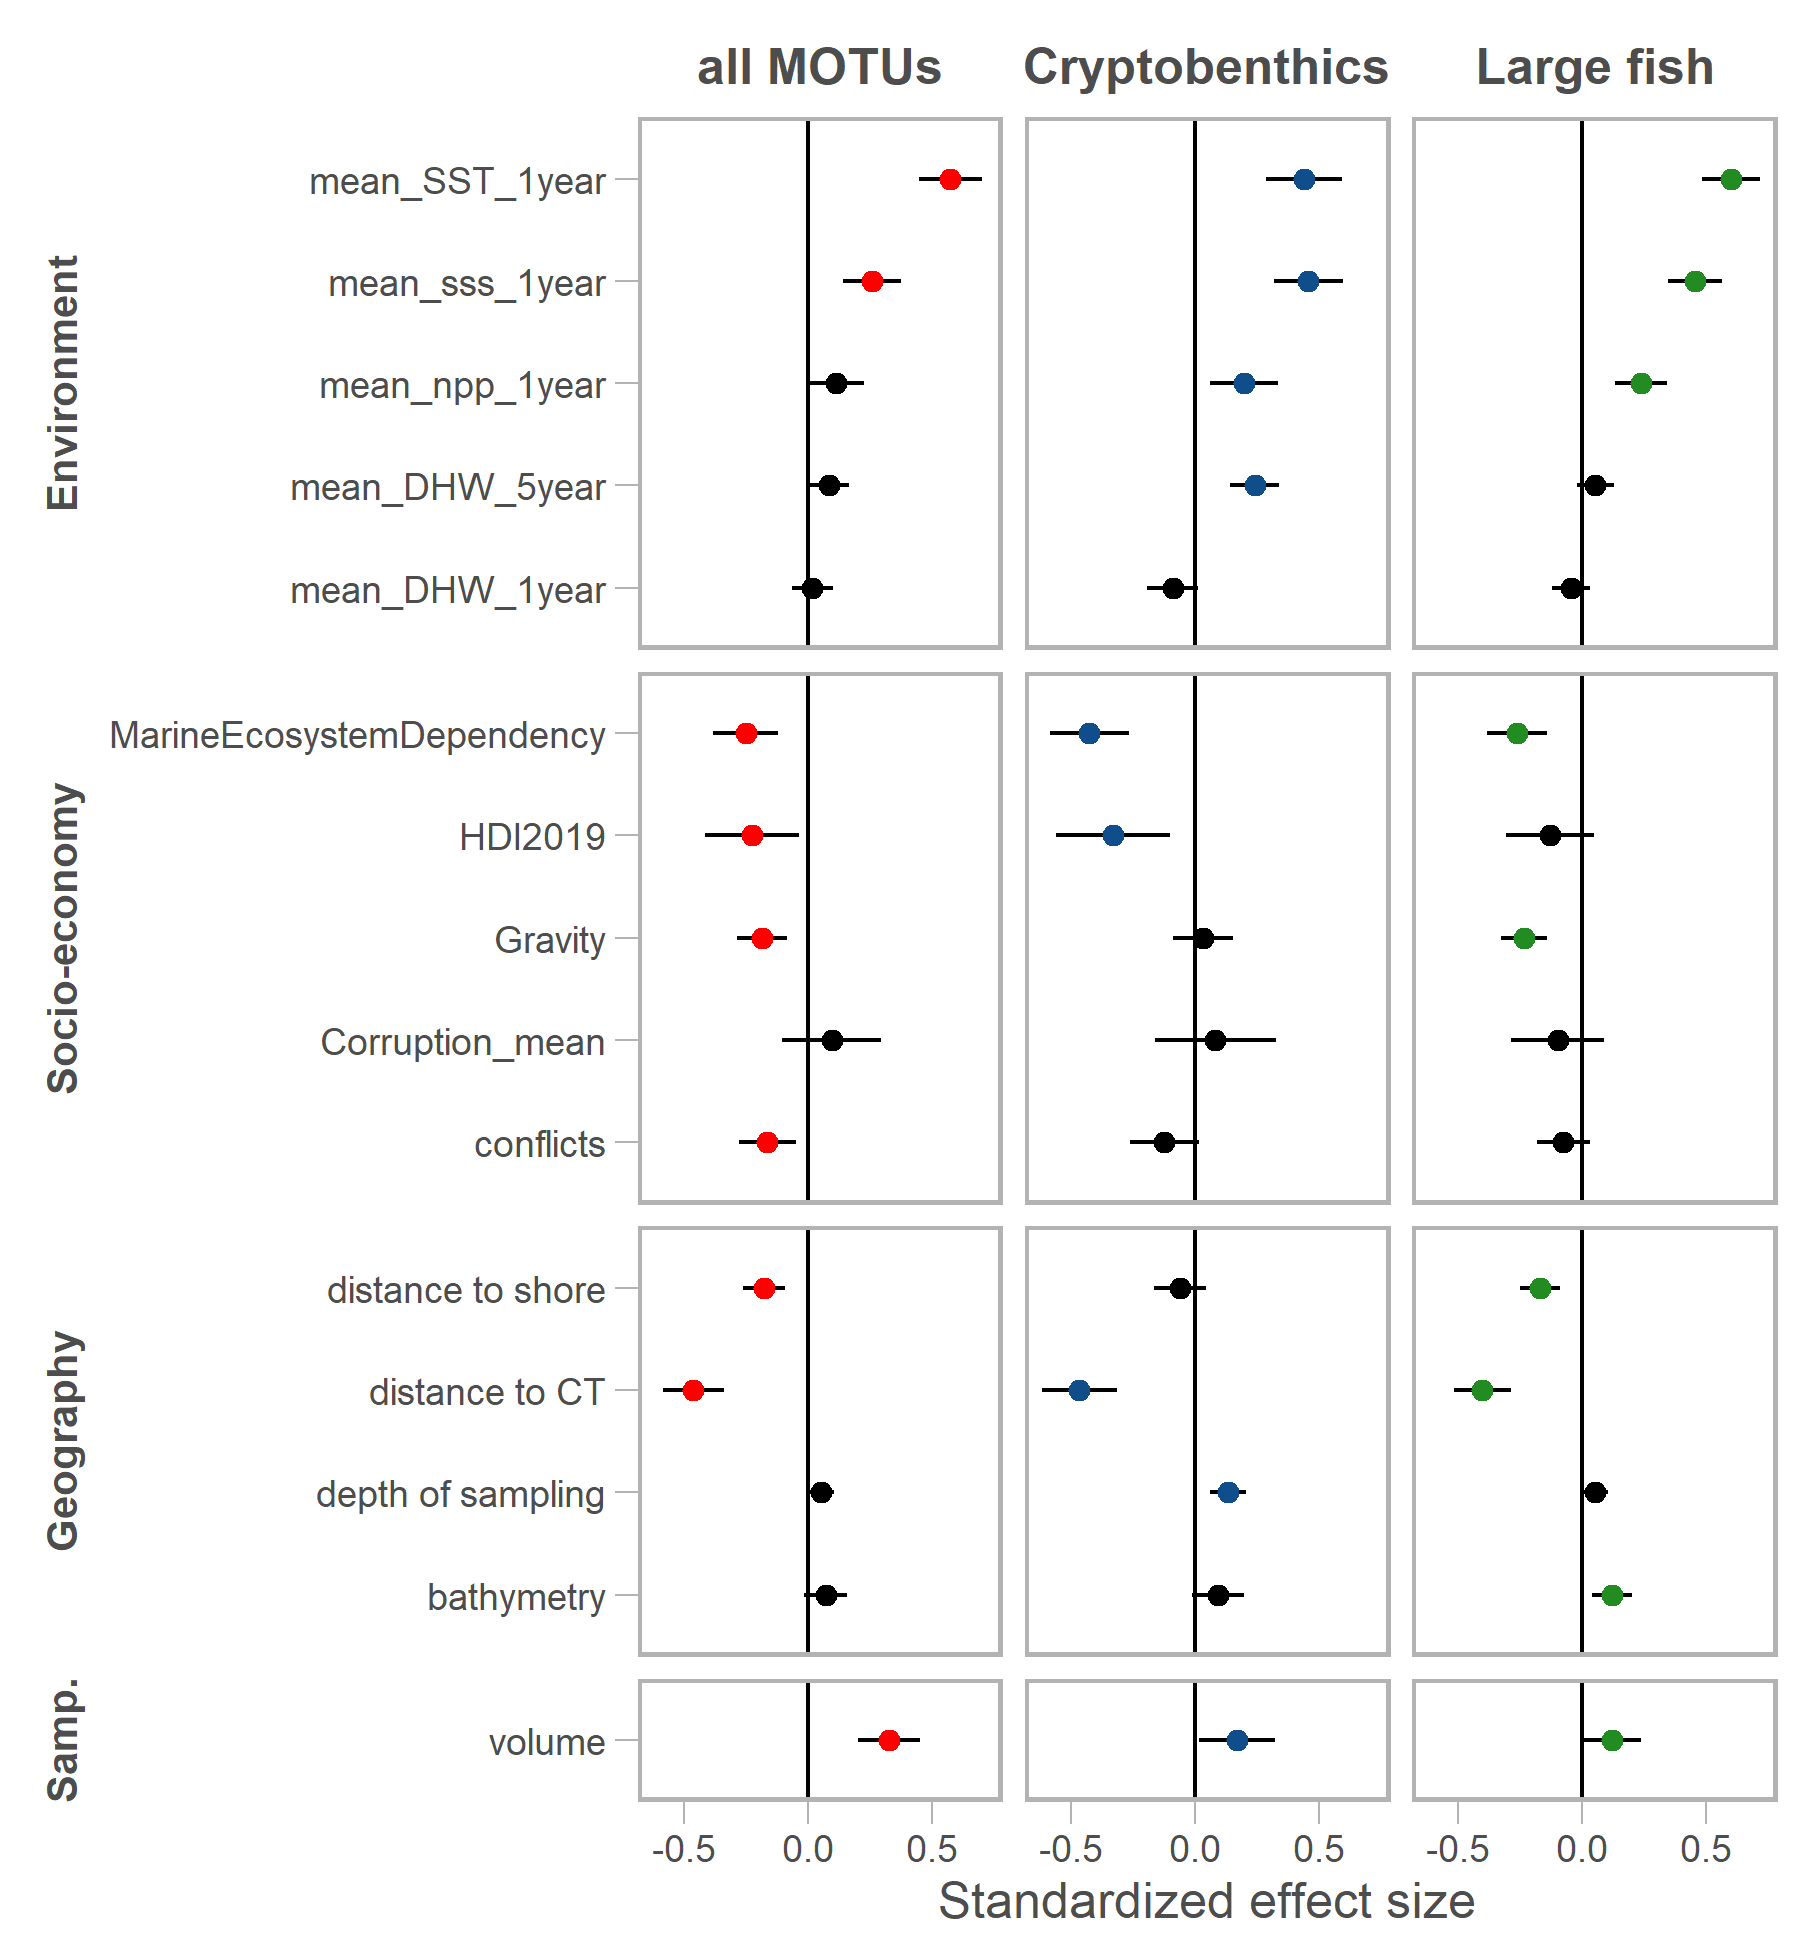 all MOTUs Cryptobenthics Large fish
Environment
mean_SST_1year
mean_sss_1year
mean_npp_1year
mean_DHW_5year
mean_DHW_1year
Socio-economy
MarineEcosystemDependency
HDI2019
Gravity
Corruption_mean
conflicts
Geography
distance to shore
distance to CT
depth of sampling
bathymetry
Samp.
volume
-0.5 0.0 0.5 -0.5 0.0 0.5 -0.5 0.0 0.5
Standardized effect size